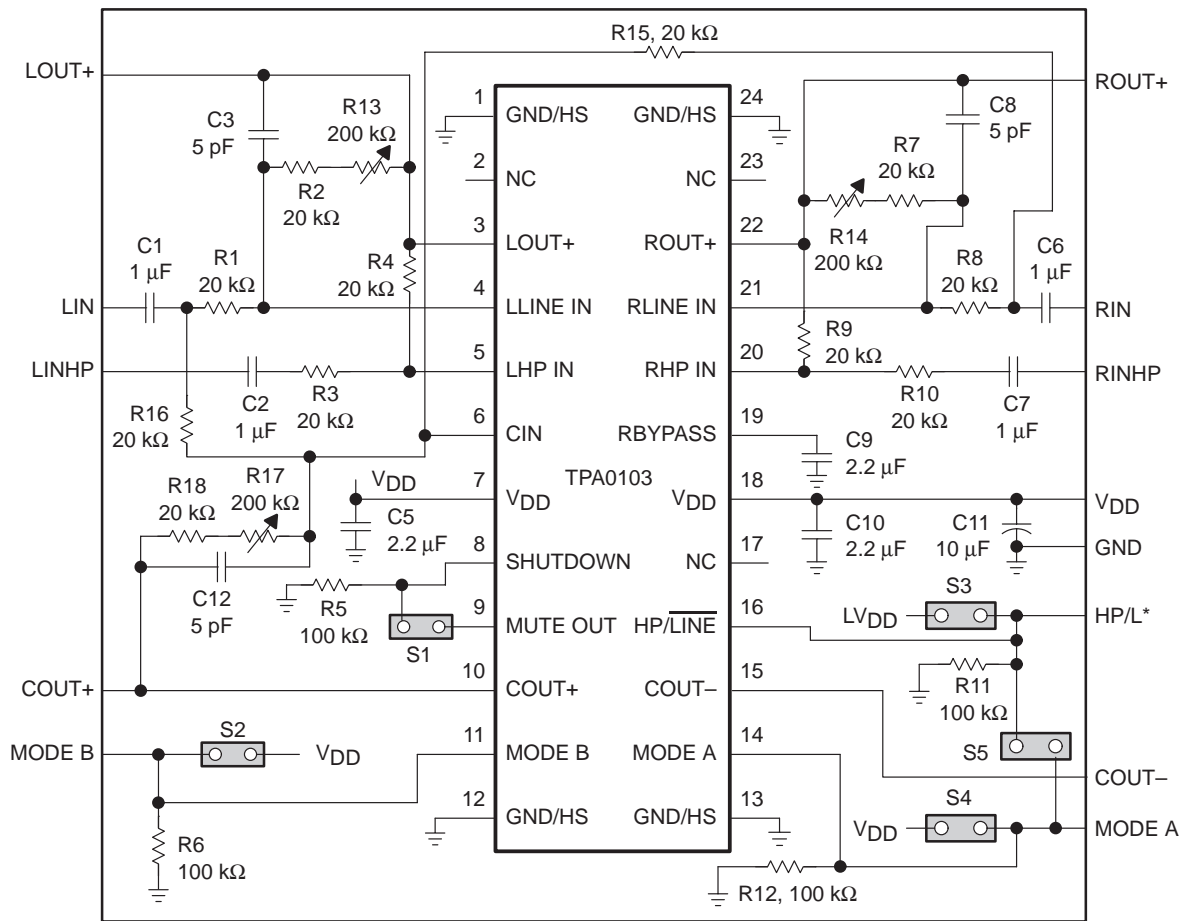 R15, 20 kΩ
LOUT+
ROUT+
C3
5 pF
R13
200 kΩ
R2
20 kΩ
1
GND/HS
GND/HS
24
C8
5 pF
2
NC
NC
23
R7
20 kΩ
3
LOUT+
ROUT+
22
R14
200 kΩ
C1
1 μF
R1
20 kΩ
R4
20 kΩ
R8
20 kΩ
C6
1 μF
LIN
4
LLINE IN
RLINE IN
21
RIN
R9
20 kΩ
LINHP
5
LHP IN
RHP IN
20
RINHP
C2
1 μF
R3
20 kΩ
R10
20 kΩ
C7
1 μF
R16
20 kΩ
6
CIN
RBYPASS
19
C9
2.2 μF
TPA0103
R18
20 kΩ
R17
200 kΩ
VDD
7
VDD
VDD
18
VDD
C5
2.2 μF
C10
2.2 μF
C11
10 μF
GND
8
SHUTDOWN
NC
17
C12
5 pF
R5
100 kΩ
S3
9
MUTE OUT
HP/LINE
16
LVDD
HP/L*
S1
R11
100 kΩ
COUT+
10
COUT+
COUT–
15
S2
S5
MODE B
VDD
11
MODE B
MODE A
14
COUT–
S4
12
GND/HS
GND/HS
13
VDD
MODE A
R6
100 kΩ
R12, 100 kΩ